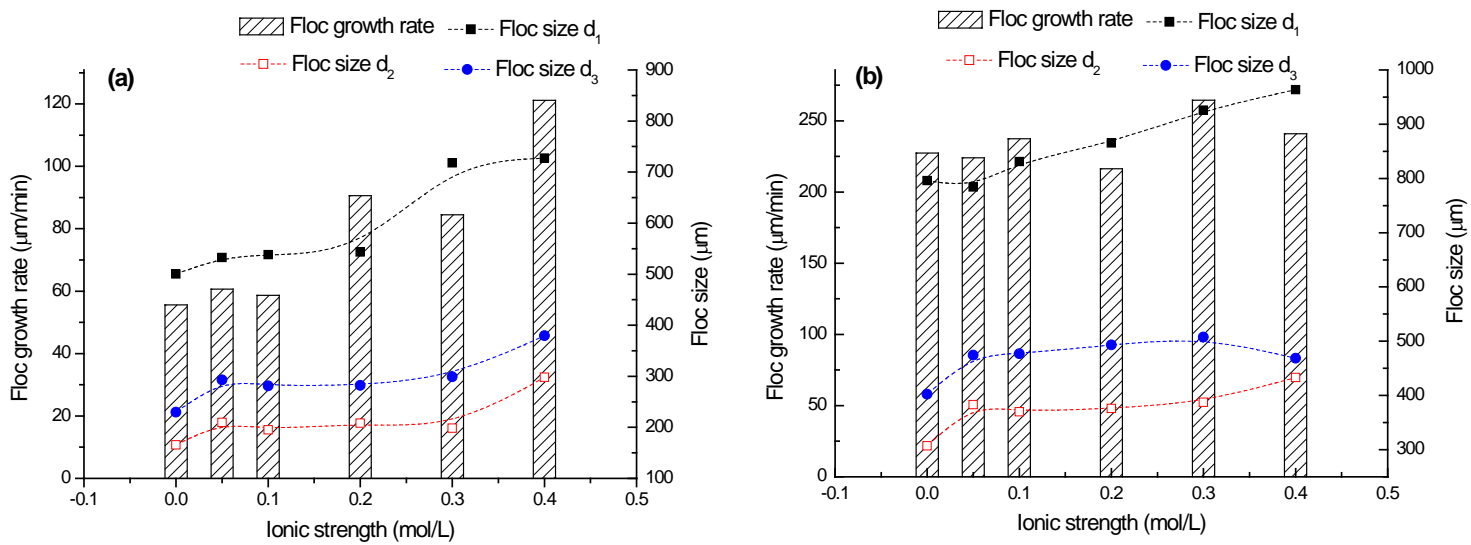 Floc growth rate
Floc size d1
Floc size d2
Floc size d3
(a)
120
100
80
60
40
20
0
Floc growth rate (μm/min)
900
800
700
600
500
400
300
200
100
Floc size (μm)
-0.1 0.0 0.1 0.2 0.3 0.4 0.5
Ionic strength (mol/L)
Floc growth rate
Floc size d1
Floc size d2
Floc size d3
(b)
250
200
150
100
50
0
Floc growth rate (μm/min)
1000
900
800
700
600
500
400
300
Floc size (μm)
-0.1 0.0 0.1 0.2 0.3 0.4 0.5
Ionic strength (mol/L)